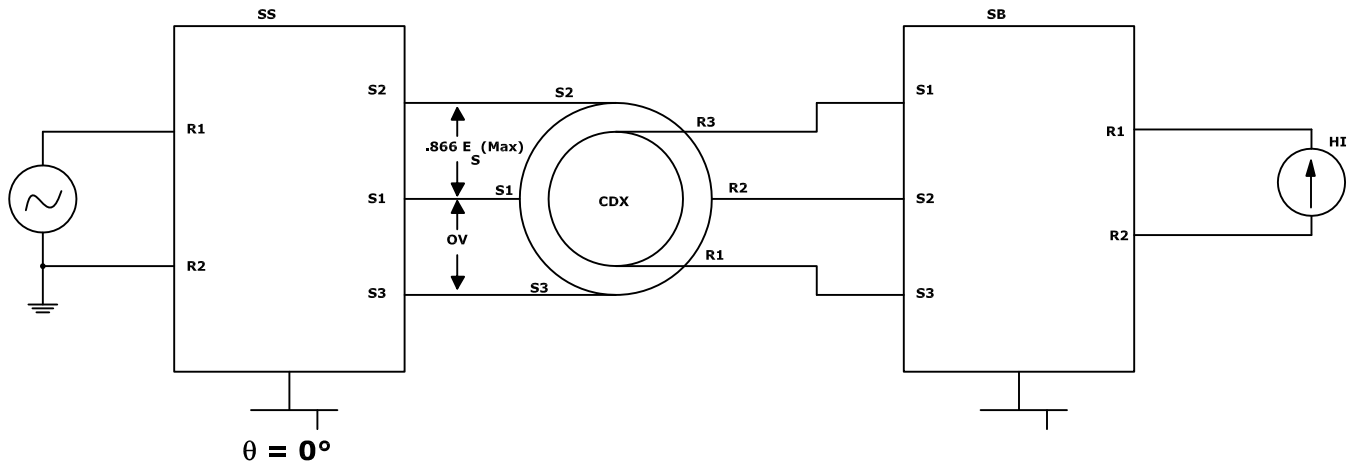 SS
SB
S2
S2
S1
R1
R3
R1
HI
.866 E (Max)
S
S1
S1
CDX
R2
S2
OV
R2
R2
R1
S3
S3
S3
θ = 0°